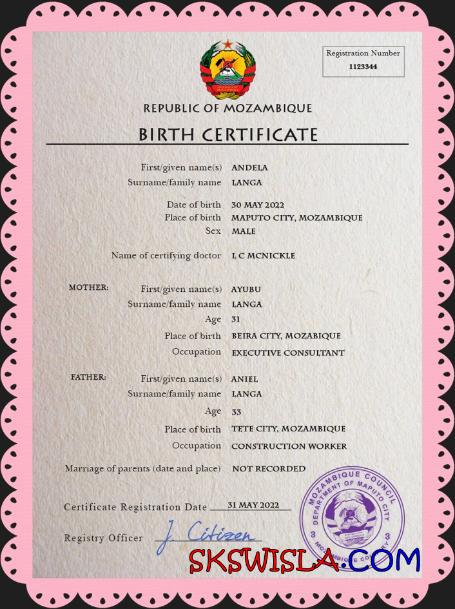 Registration Number
1123344
REPUBLIC OF MOZAMBIQUE
BIRTH CERTIFICATE
First/given name(s) ANDELA
Surname/family name LANGA
Date of birth 30 MAY 2022
Place of birth MAPUTO CITY, MOZAMBIQUE
Sex MALE
Name of certifying doctor L C MCNICKLE
MOTHER: First/given name(s) AYUBU
Surname/family name LANGA
Age 31
Place of birth BEIRA CITY, MOZABIQUE
Occupation EXECUTIVE CONSULTANT
FATHER: First/given name(s) ANIEL
Surname/family name LANGA
Age 33
Place of birth TETE CITY, MOZAMBIQUE
Occupation CONSTRUCTION WORKER
Marriage of parents (date and place) NOT RECORDED
MOZAMBIQUE COUNCIL
DEPARTMENT OF MAPUTO CITY
3 3
Certificate Registration Date 31 MAY 2022
Registry Officer J. Citizen
SKSWISLA.COM